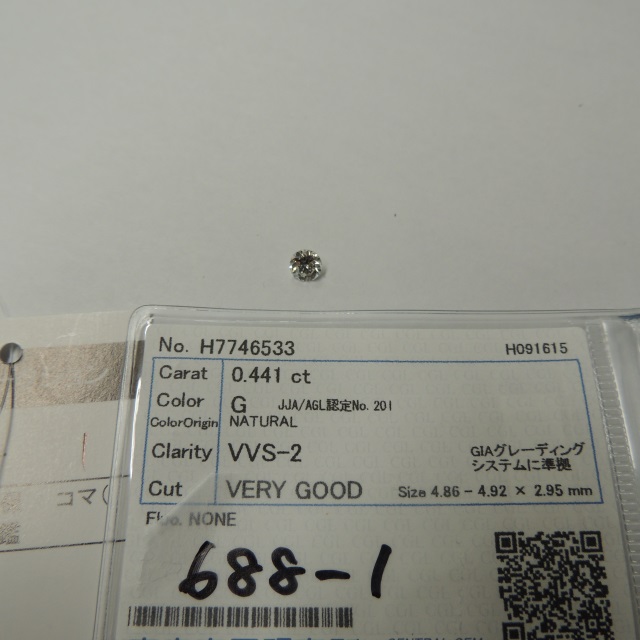 No. H7746533 H091615
Carat 0.441 ct
Color G JJA/AGL認定No. 201
ColorOrigin NATURAL
Clarity VVS-2 GIAグレーディング
システムに準拠
Cut VERY GOOD Size 4.86 - 4.92 × 2.95 mm
NONE
コマ(
688-1